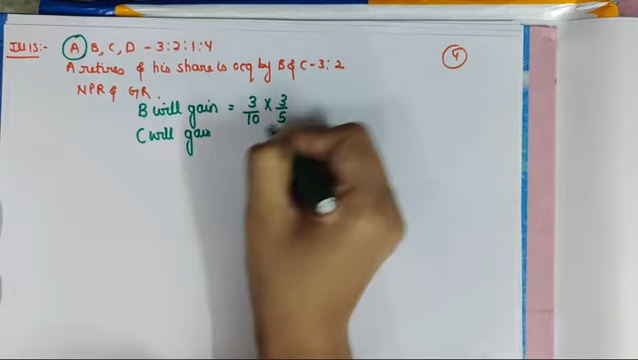 Ill 13:- A, B, C, D - 3:2:1:4
4
A retires & his share is acq by B & C - 3:2
NPR & GR.
B will gain = 3/10 x 3/5
C will gain